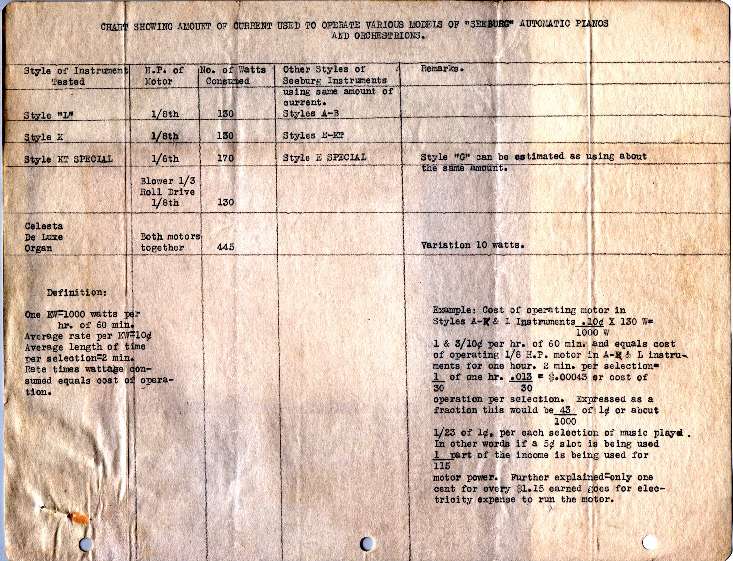 CHART SHOWING AMOUNT OF CURRENT USED TO OPERATE VARIOUS MODELS OF "SEEBURG" AUTOMATIC PIANOS
AND ORCHESTRIONS.
Style of Instrument H.P. of No. of Watts Other Styles of Remarks.
Tested Motor Consumed Seeburg Instruments
using same amount of
current.
Style "L" 1/8th 130 Styles A-B
Style K 1/8th 130 Styles E-KT
Style KT SPECIAL 1/6th 170 Style E SPECIAL Style "G" can be estimated as using about
the same amount.
Blower 1/3
Roll Drive
1/8th 130
Celesta
De Luxe Both motors
Organ together 445 Variation 10 watts.
Definition:
One KW=1000 watts per
hr. of 60 min.
Average rate per KW=10¢
Average length of time
per selection=2 min.
Rate times wattage con-
sumed equals cost of opera-
tion.
Example: Cost of operating motor in
Styles A-K & L Instruments .10¢ X 130 W=
1000 W
1 & 3/10¢ per hr. of 60 min. and equals cost
of operating 1/8 H.P. motor in A-K & L instru-
ments for one hour. 2 min. per selection=
1 of one hr. .013 = $.00043 or cost of
30 30
operation per selection. Expressed as a
fraction this would be 43 of 1¢ or about
1000
1/23 of 1¢. per each selection of music played.
In other words if a 5¢ slot is being used
1 part of the income is being used for
115
motor power. Further explained=only one
cent for every $1.15 earned goes for elec-
tricity expense to run the motor.